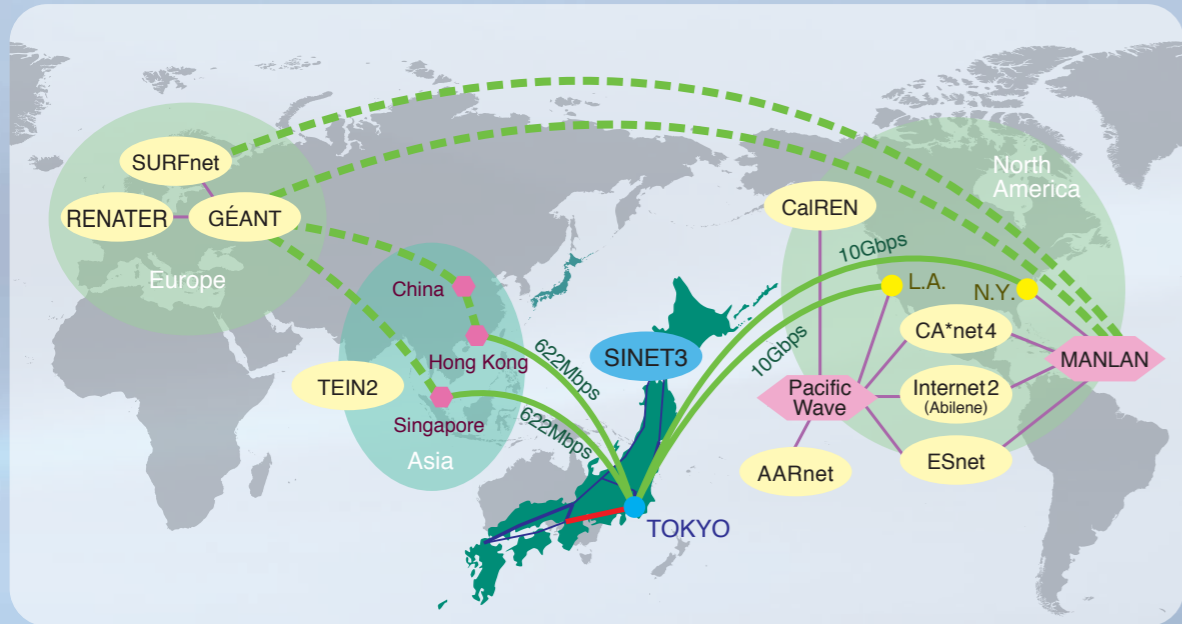 SURFnet
RENATER
GÉANT
Europe
China
Hong Kong
TEIN2
Singapore
Asia
622Mbps
622Mbps
SINET3
TOKYO
10Gbps
10Gbps
North
America
CalREN
L.A.
N.Y.
CA*net4
MANLAN
Pacific
Wave
Internet2
(Abilene)
AARnet
ESnet